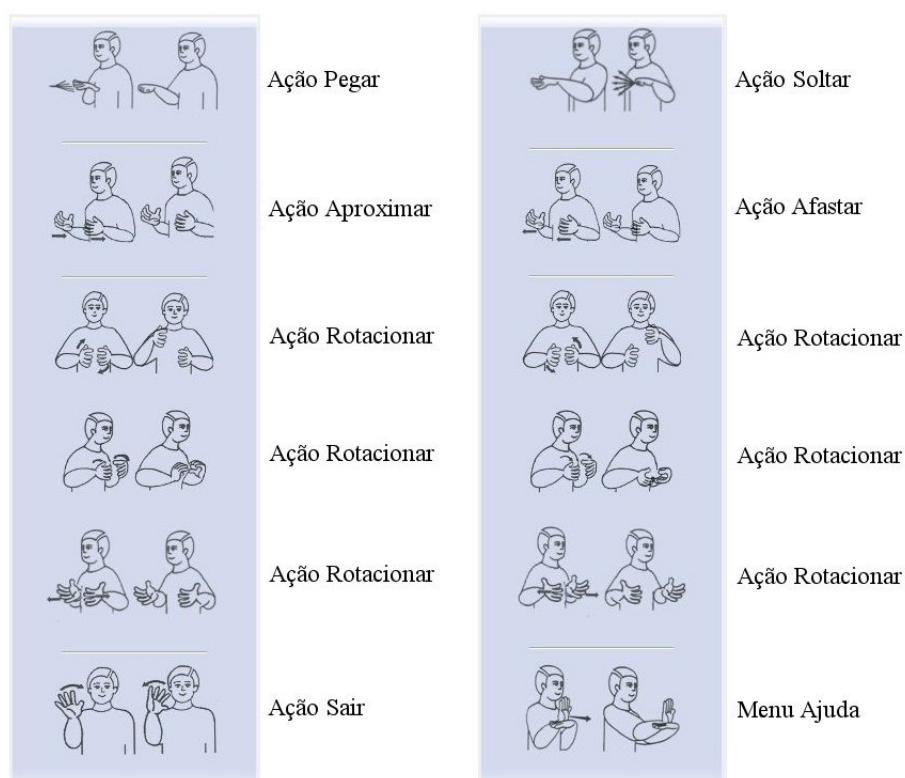 Ação Pegar
Ação Soltar
Ação Aproximar
Ação Afastar
Ação Rotacionar
Ação Rotacionar
Ação Rotacionar
Ação Rotacionar
Ação Rotacionar
Ação Rotacionar
Ação Sair
Menu Ajuda